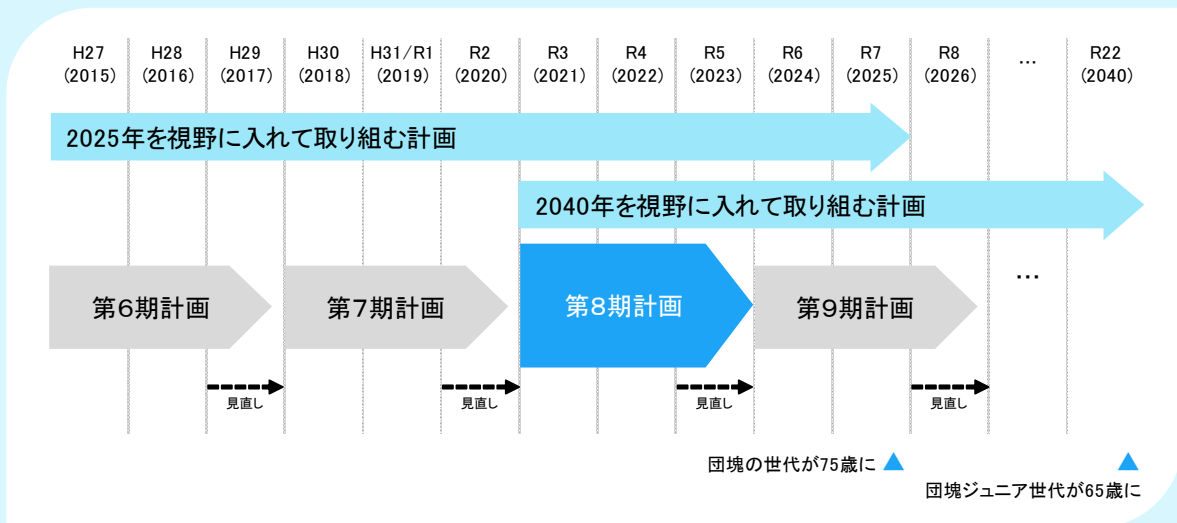 H27 H28 H29 H30 H31/R1 R2 R3 R4 R5 R6 R7 R8 … R22
(2015) (2016) (2017) (2018) (2019) (2020) (2021) (2022) (2023) (2024) (2025) (2026) (2040)
2025年を視野に入れて取り組む計画
2040年を視野に入れて取り組む計画
第6期計画 第7期計画 第8期計画 第9期計画 …
見直し 見直し 見直し 見直し
団塊の世代が75歳に
団塊ジュニア世代が65歳に